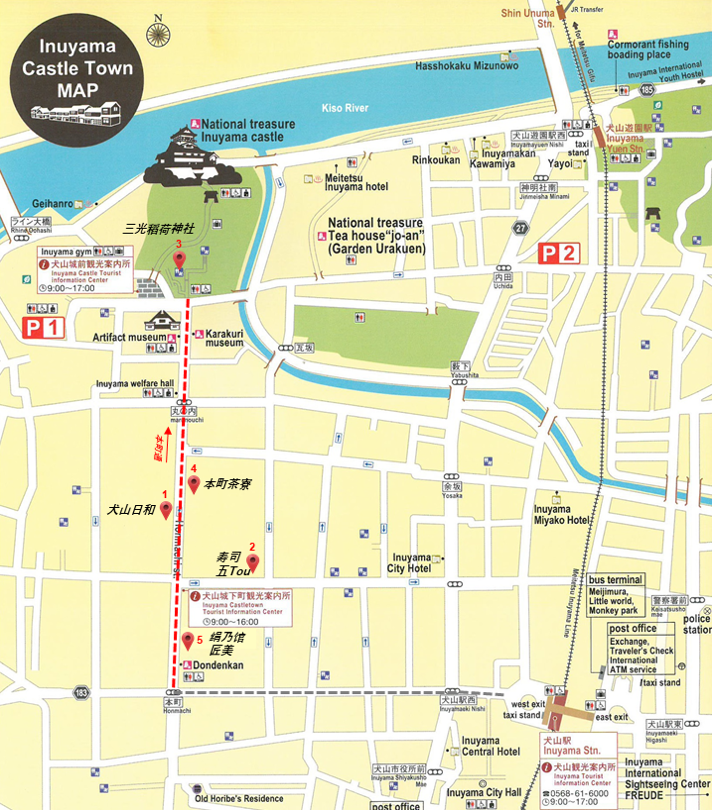 Inuyama
Castle Town
MAP
N
Shin Unuma
Stn.
JR Transfer
for Meitetsu Gifu
Hasshokaku Mizunowo
Cormorant fishing
boading place
Inuyama International
Youth Hostel
185
Kiso River
National treasure
Inuyama castle
犬山遊園駅西
Inuyamayuen Nishi
taxi
stand
犬山遊園駅
Inuyama
Yuen Stn.
Rinkoukan
Inuyamakan
Kawamiya
Yayoi
Meitetsu
Inuyama hotel
神明社南
Jinmeisha Minami
Geihanro
ライン大橋
Rhine Oohashi
三光稲荷神社
3
National treasure
Tea house"jo-an"
(Garden Urakuen)
27
P 2
Inuyama gym
犬山城前観光案内所
Inuyama Castle Tourist
Information Center
9:00~17:00
内田
Uchida
P 1
Artifact museum
Karakuri
museum
瓦坂
薮下
Yabushita
Inuyama welfare hall
丸の内
marunouchi
本町通
4
本町茶寮
余坂
Yosaka
1
犬山日和
Honmachi st.
Inuyama
Miyako Hotel
寿司
五Tou
2
Inuyama
City Hotel
Meitetsu Inuyama Line
犬山城下町観光案内所
Inuyama Castletown
Tourist Information Center
9:00~16:00
bus terminal
Meijimura,
Little world,
Monkey park
警察署前
Keisatsusho
mae
police
station
post office
Exchange,
Traveler's Check
International
ATM service
taxi stand
5
絹乃馆
匠美
Dondenkan
183
本町
Honmachi
犬山駅西
Inuyamaeki Nishi
west exit
taxi stand
east exit
犬山駅東
Inuyamaeki
Higashi
犬山駅
Inuyama Stn.
犬山観光案内所
Inuyama Tourist
Information Center
0568-61-6000
9:00~17:00
Inuyama
Central Hotel
犬山市役所前
Inuyama Shiyakusho
Mae
Inuyama City Hall
Inuyama
International
Sightseeing Center
FREUDE
Old Horibe's Residence
post office